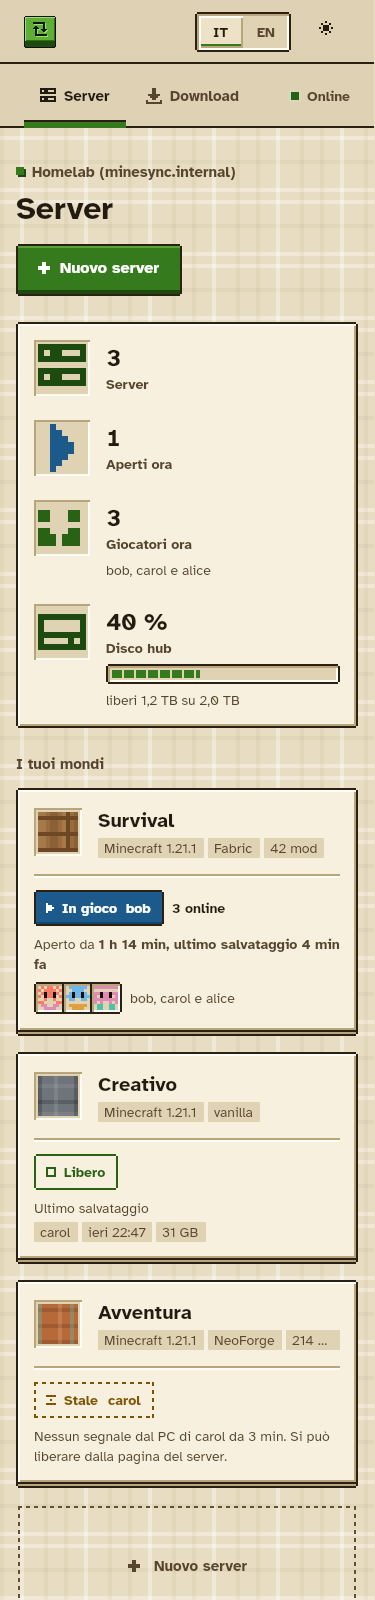 IT EN
Server Download Online
Homelab (minesync.internal)
Server
Nuovo server
3
Server
1
Aperti ora
3
Giocatori ora
bob, carol e alice
40 %
Disco hub
liberi 1,2 TB su 2,0 TB
I tuoi mondi
Survival
Minecraft 1.21.1 Fabric 42 mod
In gioco bob 3 online
Aperto da 1 h 14 min, ultimo salvataggio 4 min
fa
bob, carol e alice
Creativo
Minecraft 1.21.1 vanilla
Libero
Ultimo salvataggio
carol ieri 22:47 31 GB
Avventura
Minecraft 1.21.1 NeoForge 214 ...
Stale carol
Nessun segnale dal PC di carol da 3 min. Si può
liberare dalla pagina del server.
Nuovo server